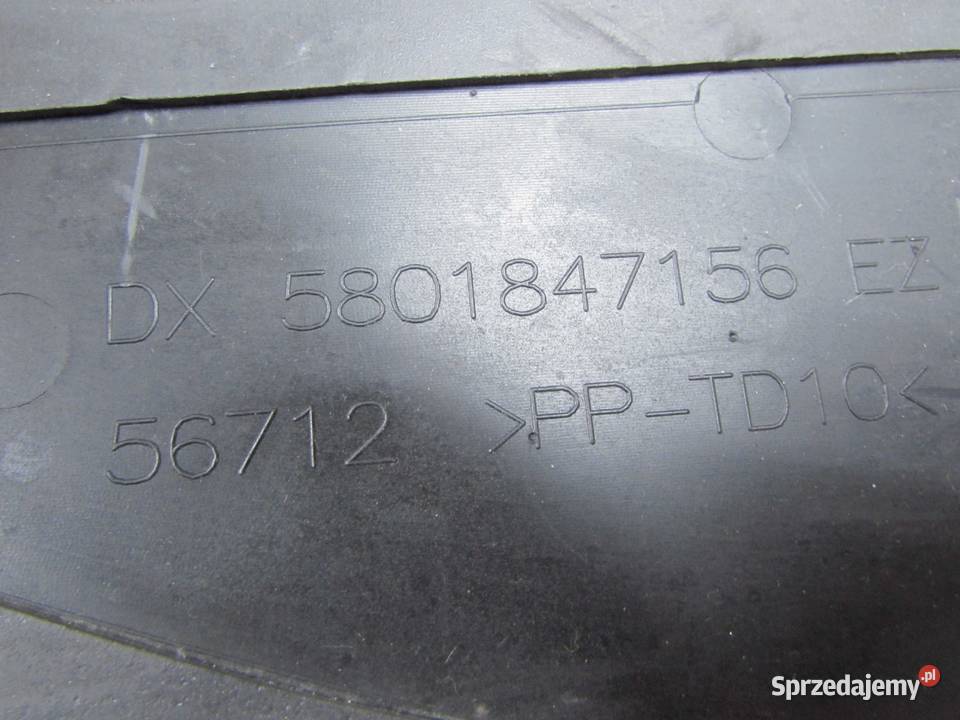 DX 5801847156 EZ
56712 >PP-TD10<
Sprzedajemy.pl